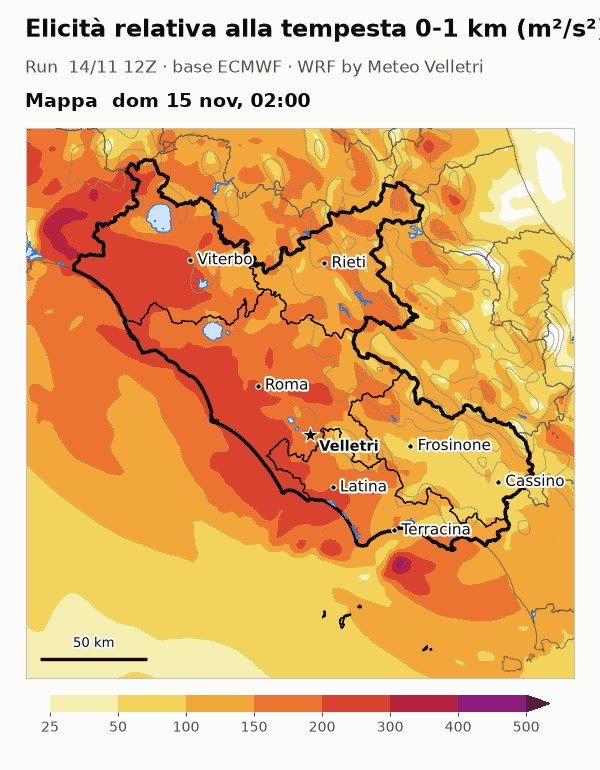 Elicità relativa alla tempesta 0-1 km (m²/s²)
Run 14/11 12Z · base ECMWF · WRF by Meteo Velletri
Mappa dom 15 nov, 02:00
Viterbo
Rieti
Roma
Velletri
Frosinone
Cassino
Latina
Terracina
50 km
25 50 100 150 200 300 400 500